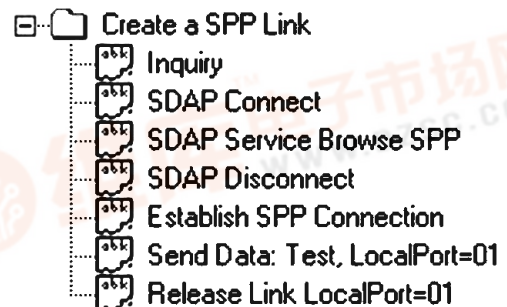 Create a SPP Link
Inquiry
SDAP Connect
SDAP Service Browse SPP
SDAP Disconnect
Establish SPP Connection
Send Data: Test, LocalPort=01
Release Link LocalPort=01